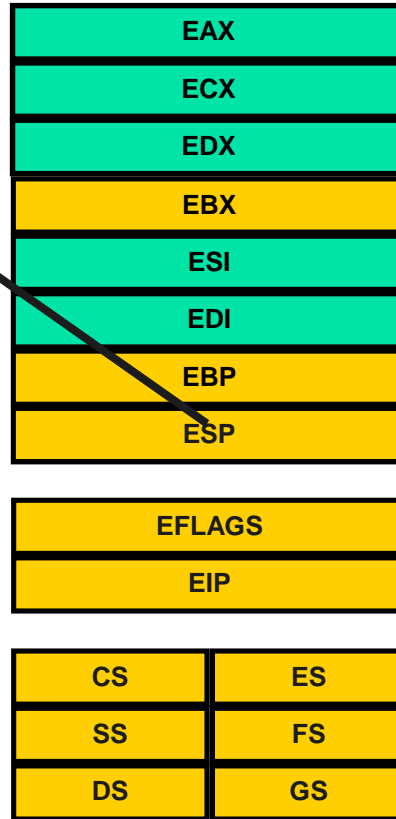 EAX
ECX
EDX
EBX
ESI
EDI
EBP
ESP
EFLAGS
EIP
CS ES
SS FS
DS GS